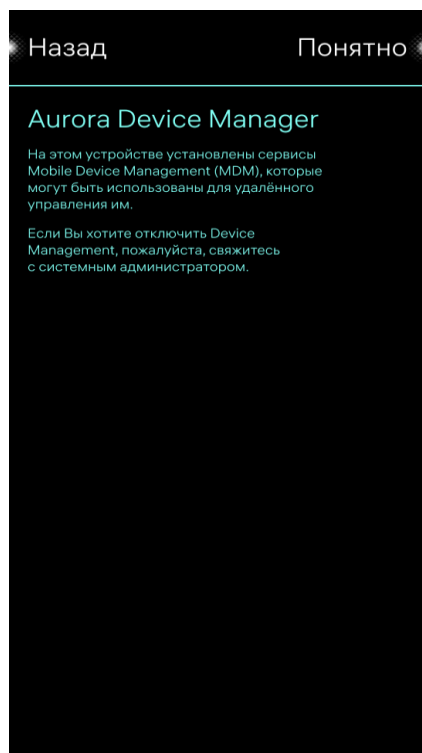 Назад
Понятно
Aurora Device Manager
На этом устройстве установлены сервисы
Mobile Device Management (MDM), которые
могут быть использованы для удалённого
управления им.
Если Вы хотите отключить Device
Management, пожалуйста, свяжитесь
с системным администратором.